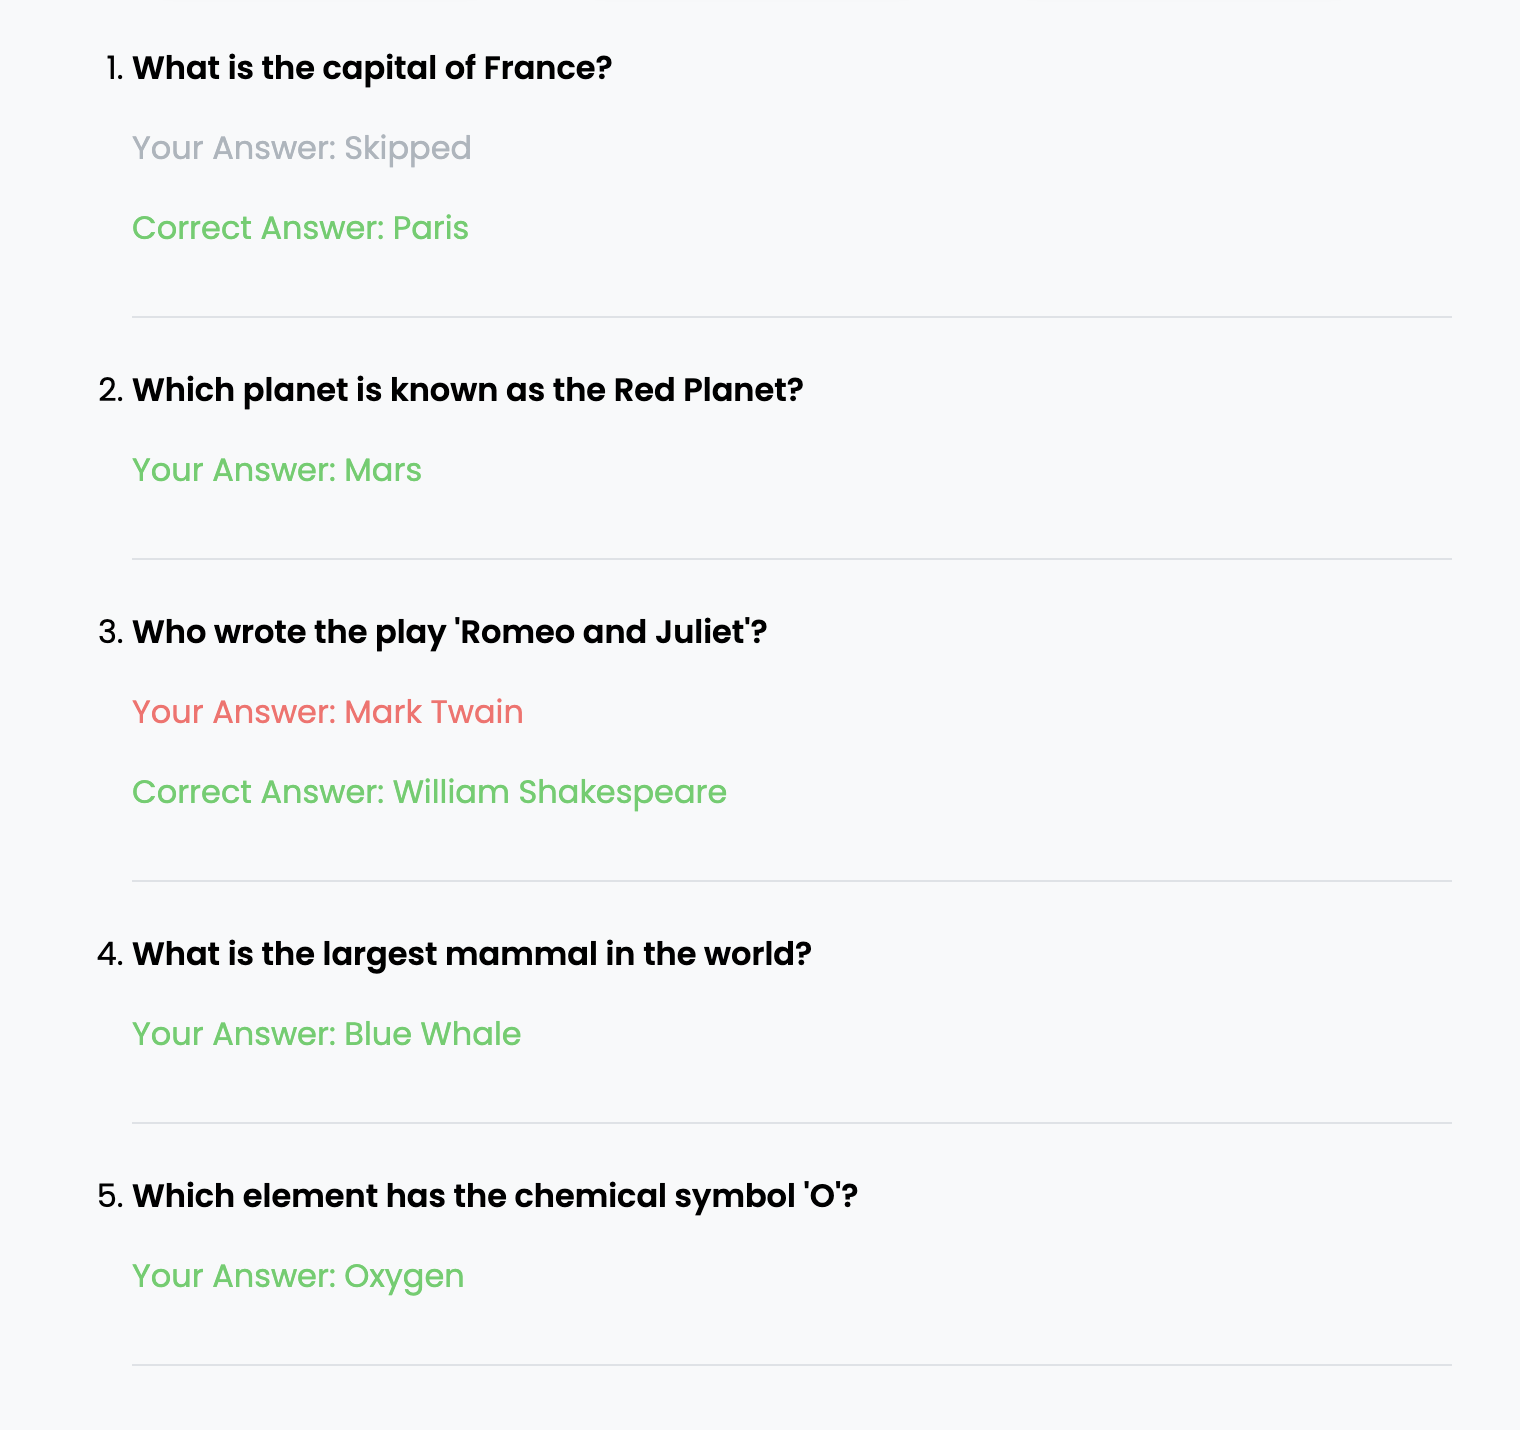 1. What is the capital of France?
Your Answer: Skipped
Correct Answer: Paris
2. Which planet is known as the Red Planet?
Your Answer: Mars
3. Who wrote the play 'Romeo and Juliet'?
Your Answer: Mark Twain
Correct Answer: William Shakespeare
4. What is the largest mammal in the world?
Your Answer: Blue Whale
5. Which element has the chemical symbol 'O'?
Your Answer: Oxygen